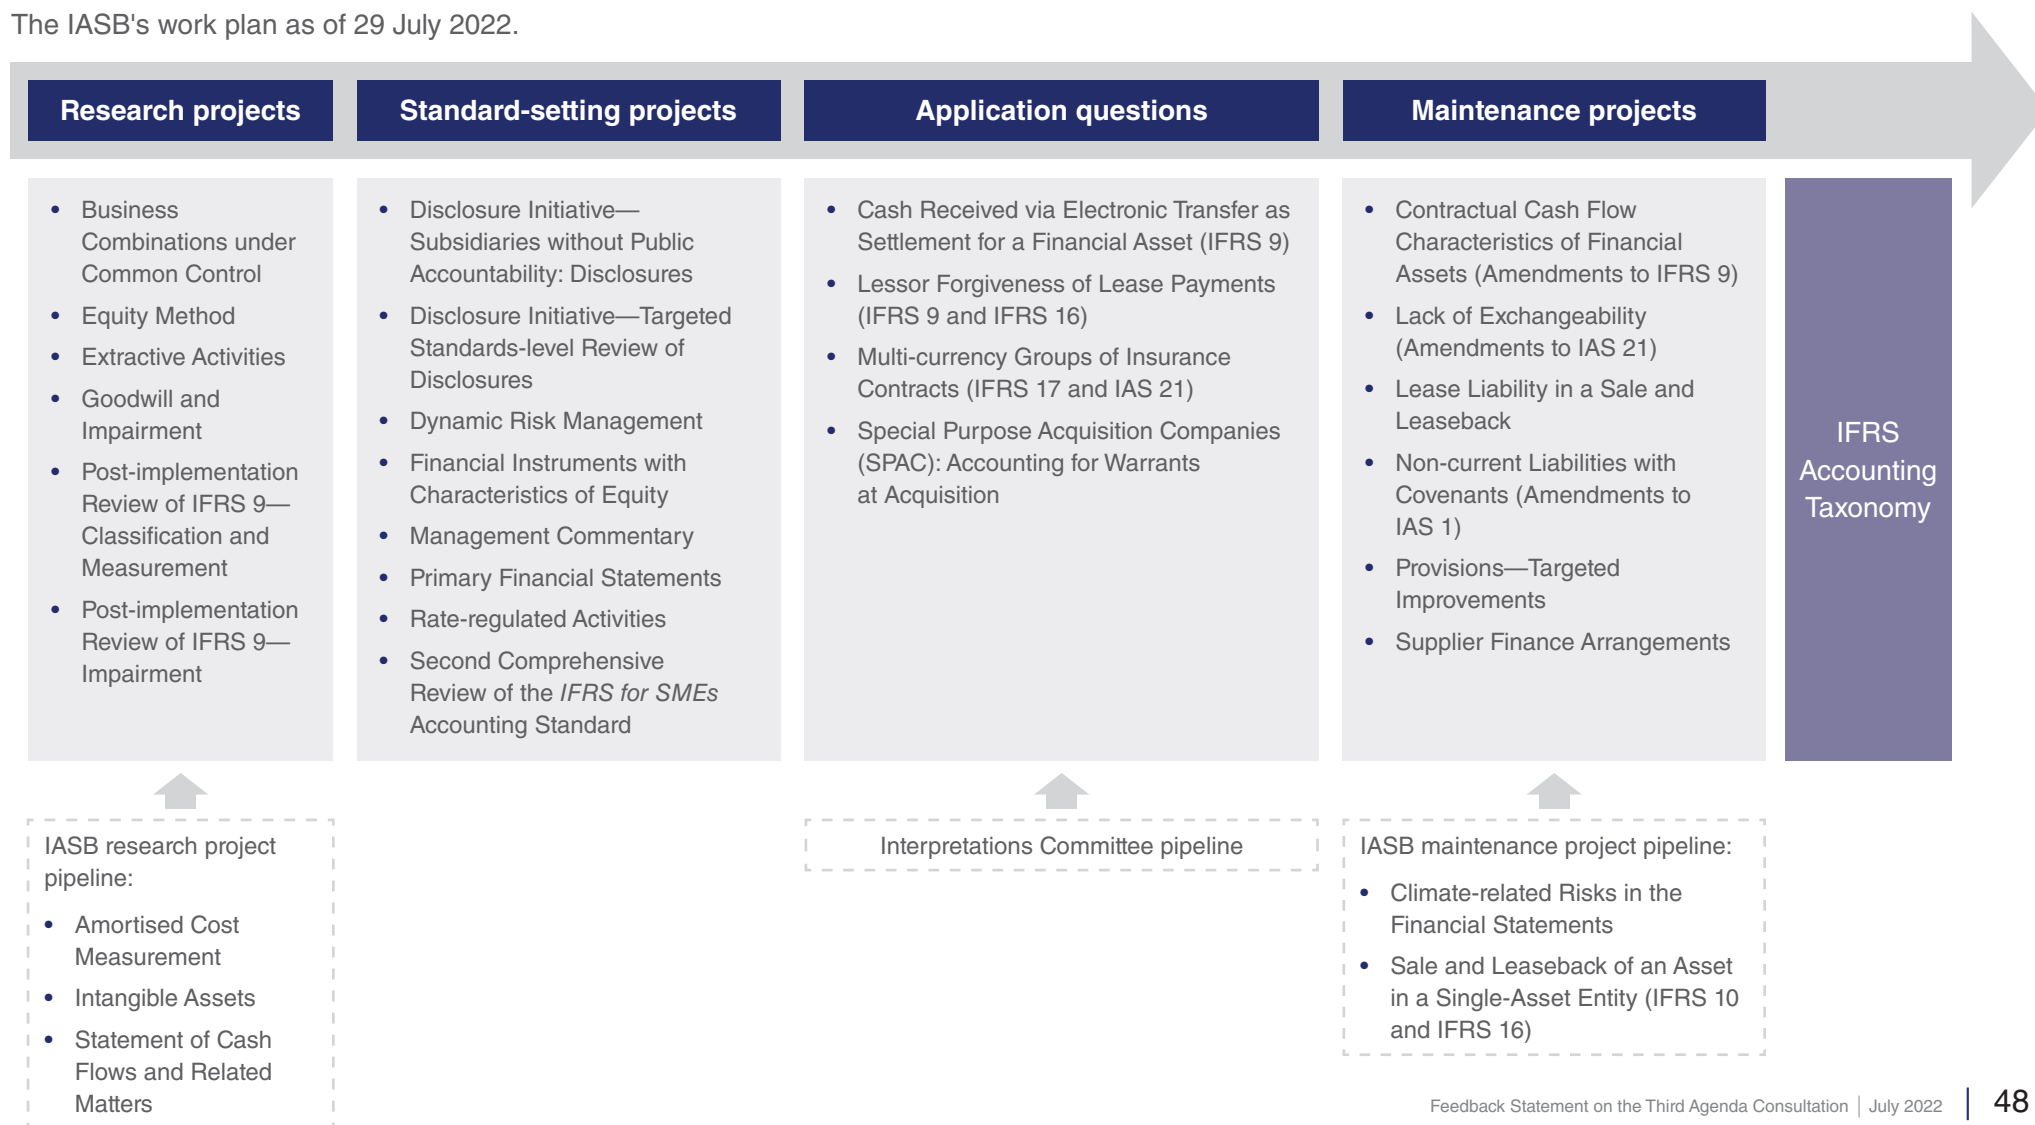 The IASB's work plan as of 29 July 2022.
Research projects
Standard-setting projects
Application questions
Maintenance projects
• Business
Combinations under
Common Control
• Equity Method
• Extractive Activities
• Goodwill and
Impairment
• Post-implementation
Review of IFRS 9—
Classification and
Measurement
• Post-implementation
Review of IFRS 9—
Impairment
• Disclosure Initiative—
Subsidiaries without Public
Accountability: Disclosures
• Disclosure Initiative—Targeted
Standards-level Review of
Disclosures
• Dynamic Risk Management
• Financial Instruments with
Characteristics of Equity
• Management Commentary
• Primary Financial Statements
• Rate-regulated Activities
• Second Comprehensive
Review of the IFRS for SMEs
Accounting Standard
• Cash Received via Electronic Transfer as
Settlement for a Financial Asset (IFRS 9)
• Lessor Forgiveness of Lease Payments
(IFRS 9 and IFRS 16)
• Multi-currency Groups of Insurance
Contracts (IFRS 17 and IAS 21)
• Special Purpose Acquisition Companies
(SPAC): Accounting for Warrants
at Acquisition
• Contractual Cash Flow
Characteristics of Financial
Assets (Amendments to IFRS 9)
• Lack of Exchangeability
(Amendments to IAS 21)
• Lease Liability in a Sale and
Leaseback
• Non-current Liabilities with
Covenants (Amendments to
IAS 1)
• Provisions—Targeted
Improvements
• Supplier Finance Arrangements
IFRS
Accounting
Taxonomy
IASB research project
pipeline:
• Amortised Cost
Measurement
• Intangible Assets
• Statement of Cash
Flows and Related
Matters
Interpretations Committee pipeline
IASB maintenance project pipeline:
• Climate-related Risks in the
Financial Statements
• Sale and Leaseback of an Asset
in a Single-Asset Entity (IFRS 10
and IFRS 16)
Feedback Statement on the Third Agenda Consultation | July 2022 | 48